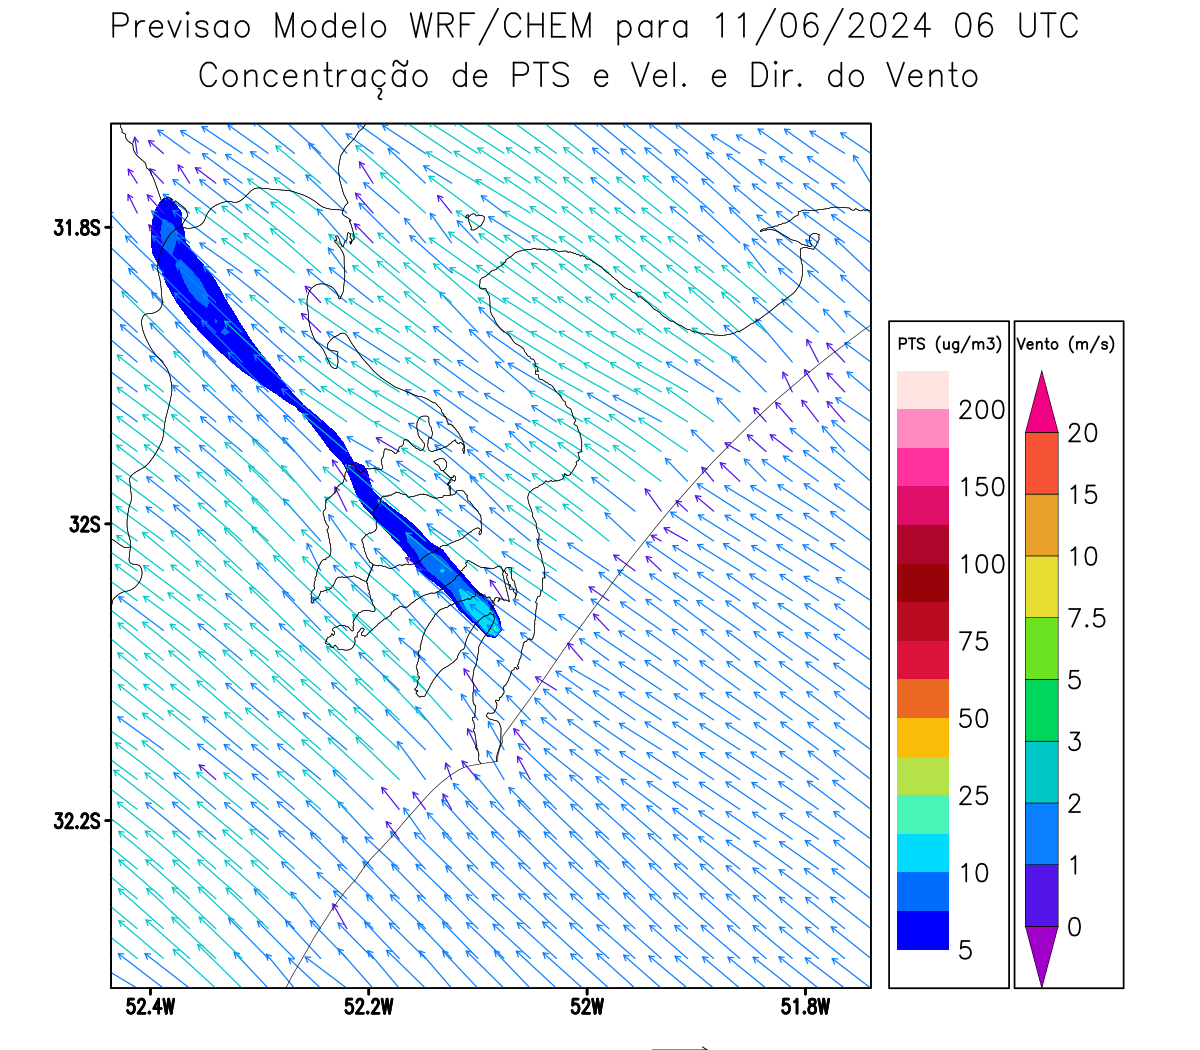 Previsao Modelo WRF/CHEM para 11/06/2024 06 UTC
Concentração de PTS e Vel. e Dir. do Vento
31.8S
32S
32.2S
52.4W
52.2W
52W
51.8W
PTS (ug/m3)
200
150
100
75
50
25
10
5
Vento (m/s)
20
15
10
7.5
5
3
2
1
0